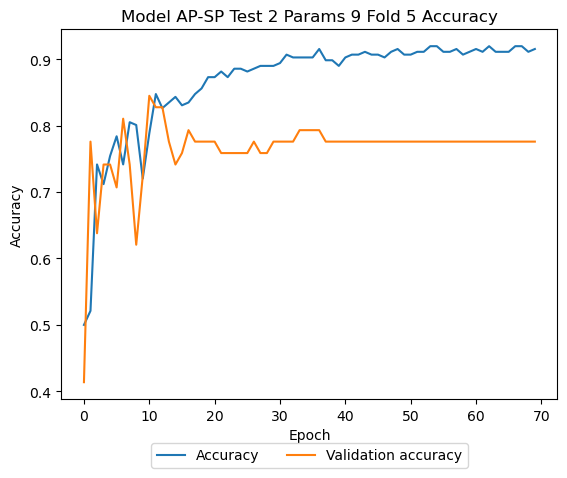 Model AP-SP Test 2 Params 9 Fold 5 Accuracy
0.9
0.8
0.7
0.6
0.5
0.4
Accuracy
0 10 20 30 40 50 60 70
Epoch
Accuracy Validation accuracy